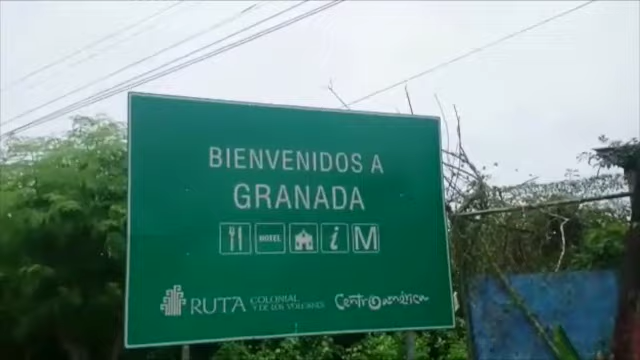 BIENVENIDOS A
GRANADA
HOTEL i M
RUTA COLONIAL
Y DE LOS VOLCANES
Centroamérica